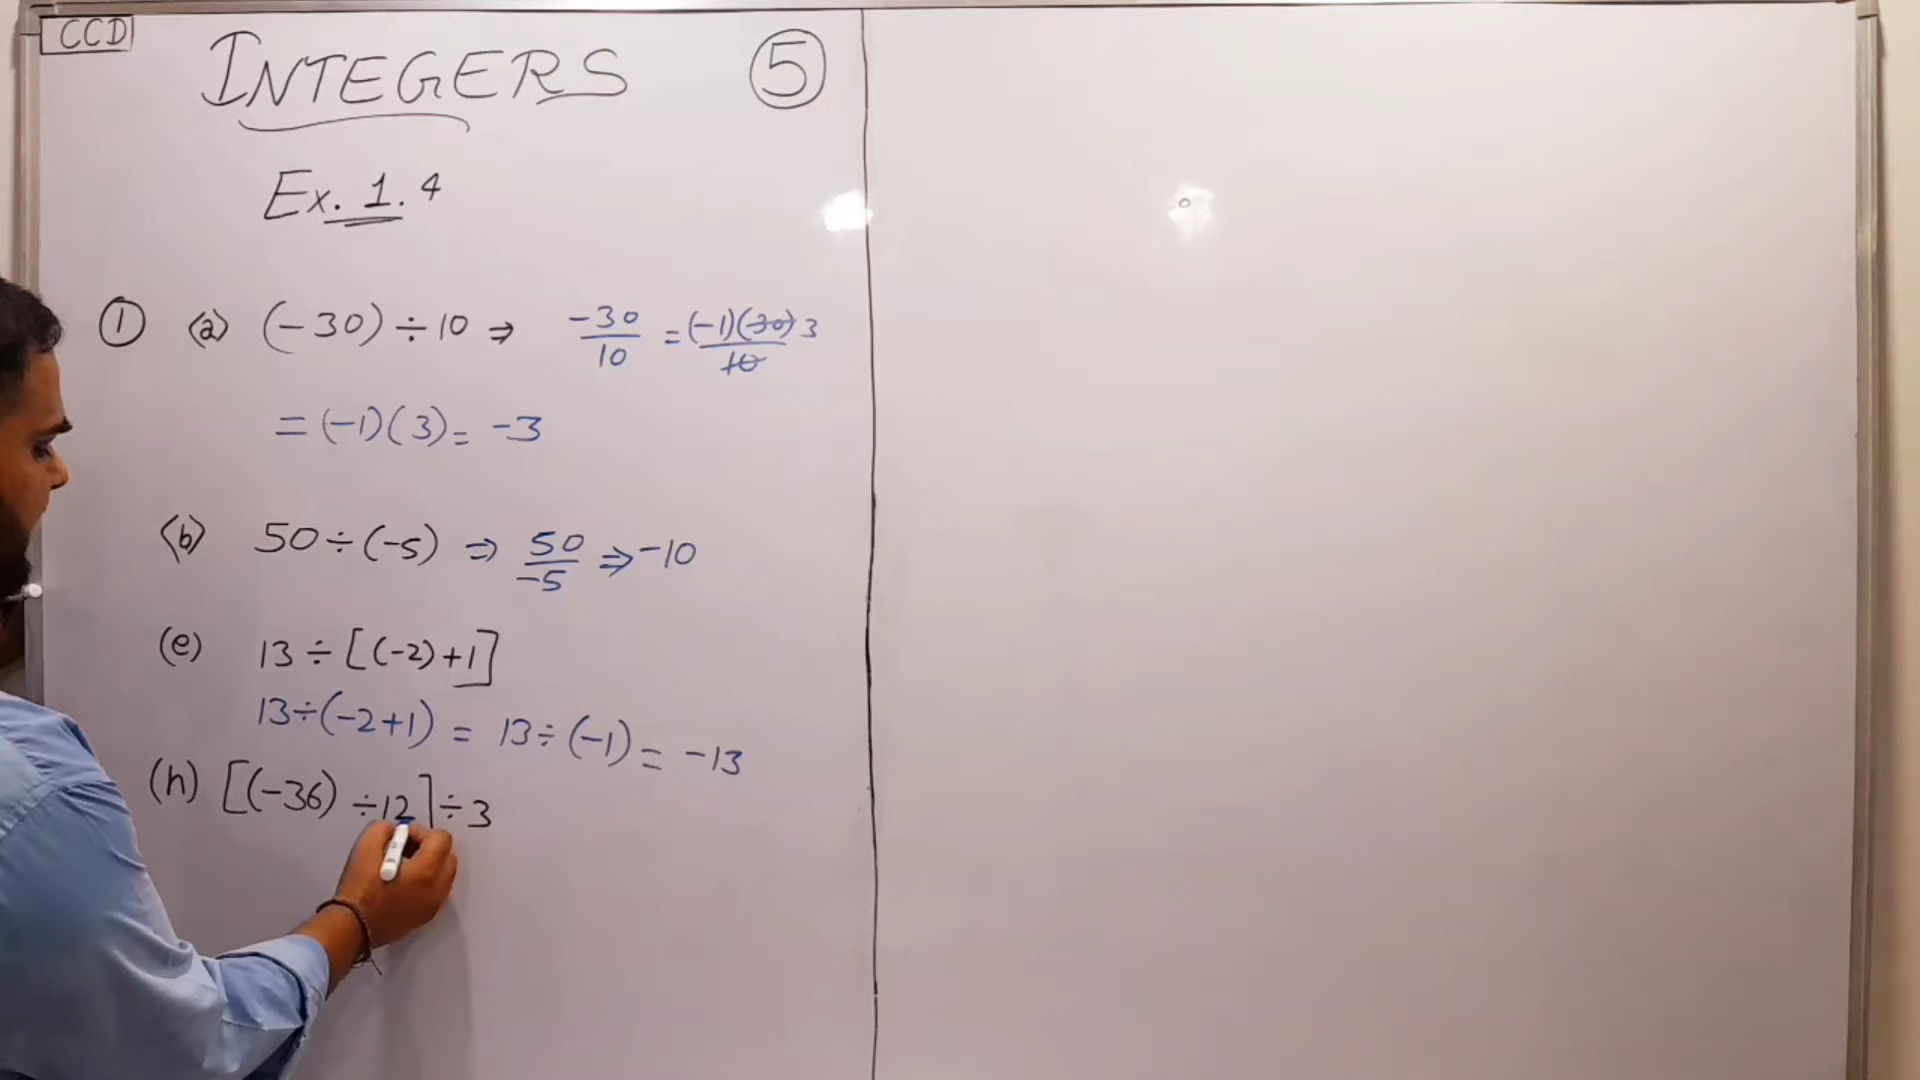 CCD
INTEGERS 5
Ex. 1.4
1 (a) (-30) ÷ 10 ⇒ -30/10 = (-1)(30) 3/10
= (-1)(3) = -3
(b) 50 ÷ (-5) ⇒ 50/-5 ⇒ -10
(e) 13 ÷ [(-2)+1]
13 ÷ (-2+1) = 13 ÷ (-1) = -13
(h) [(-36) ÷ 12] ÷ 3